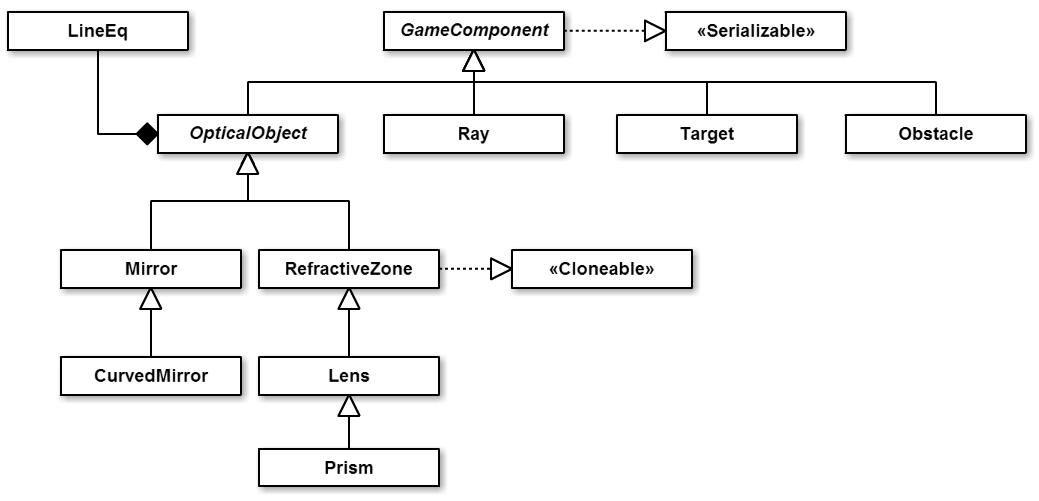 LineEq
GameComponent
«Serializable»
OpticalObject
Ray
Target
Obstacle
Mirror
RefractiveZone
«Cloneable»
CurvedMirror
Lens
Prism